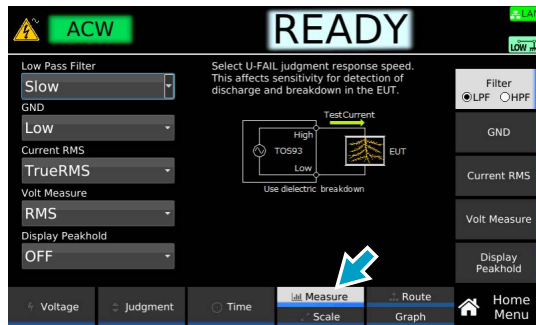 ACW
READY
LAN
LOW
Low Pass Filter
Slow
GND
Low
Current RMS
TrueRMS
Volt Measure
RMS
Display Peakhold
OFF
Select U-FAIL judgment response speed.
This affects sensitivity for detection of
discharge and breakdown in the EUT.
TestCurrent
High
TOS93
EUT
Low
Use dielectric breakdown
Filter
LPF HPF
GND
Current RMS
Volt Measure
Display
Peakhold
Voltage
Judgment
Time
Measure
Scale
Route
Graph
Home
Menu